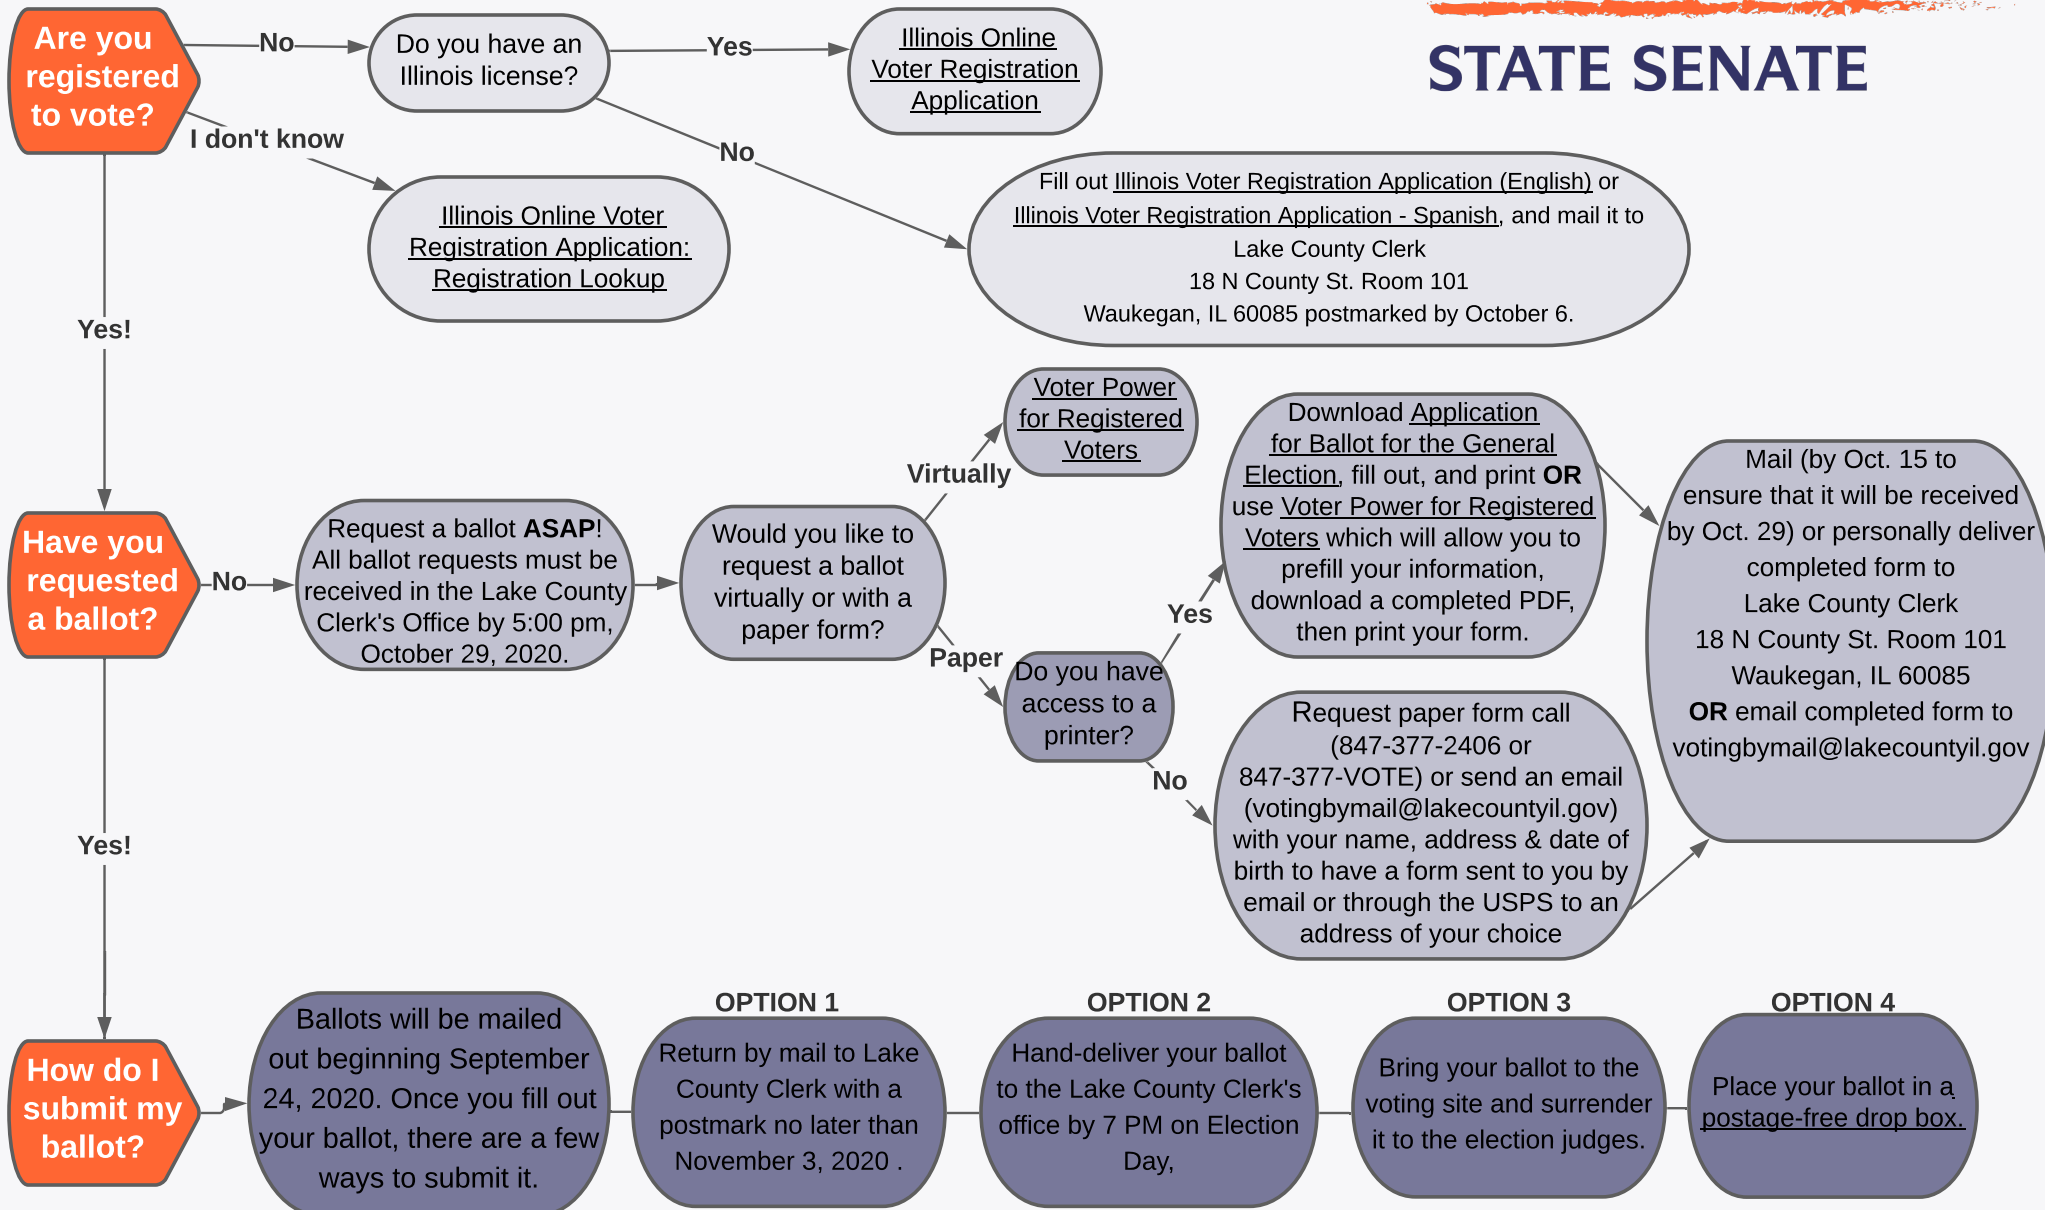 STATE SENATE
Are you
registered
to vote?
No
Do you have an
Illinois license?
Yes
Illinois Online
Voter Registration
Application
I don't know
Illinois Online Voter
Registration Application:
Registration Lookup
No
Fill out Illinois Voter Registration Application (English) or
Illinois Voter Registration Application - Spanish, and mail it to
Lake County Clerk
18 N County St. Room 101
Waukegan, IL 60085 postmarked by October 6.
Yes!
Have you
requested
a ballot?
No
Request a ballot ASAP!
All ballot requests must be
received in the Lake County
Clerk's Office by 5:00 pm,
October 29, 2020.
Would you like to
request a ballot
virtually or with a
paper form?
Virtually
Voter Power
for Registered
Voters
Paper
Do you have
access to a
printer?
Yes
Download Application
for Ballot for the General
Election, fill out, and print OR
use Voter Power for Registered
Voters which will allow you to
prefill your information,
download a completed PDF,
then print your form.
No
Request paper form call
(847-377-2406 or
847-377-VOTE) or send an email
(votingbymail@lakecountyil.gov)
with your name, address & date of
birth to have a form sent to you by
email or through the USPS to an
address of your choice
Mail (by Oct. 15 to
ensure that it will be received
by Oct. 29) or personally deliver
completed form to
Lake County Clerk
18 N County St. Room 101
Waukegan, IL 60085
OR email completed form to
votingbymail@lakecountyil.gov
Yes!
How do I
submit my
ballot?
Ballots will be mailed
out beginning September
24, 2020. Once you fill out
your ballot, there are a few
ways to submit it.
OPTION 1
Return by mail to Lake
County Clerk with a
postmark no later than
November 3, 2020 .
OPTION 2
Hand-deliver your ballot
to the Lake County Clerk's
office by 7 PM on Election
Day,
OPTION 3
Bring your ballot to the
voting site and surrender
it to the election judges.
OPTION 4
Place your ballot in a
postage-free drop box.